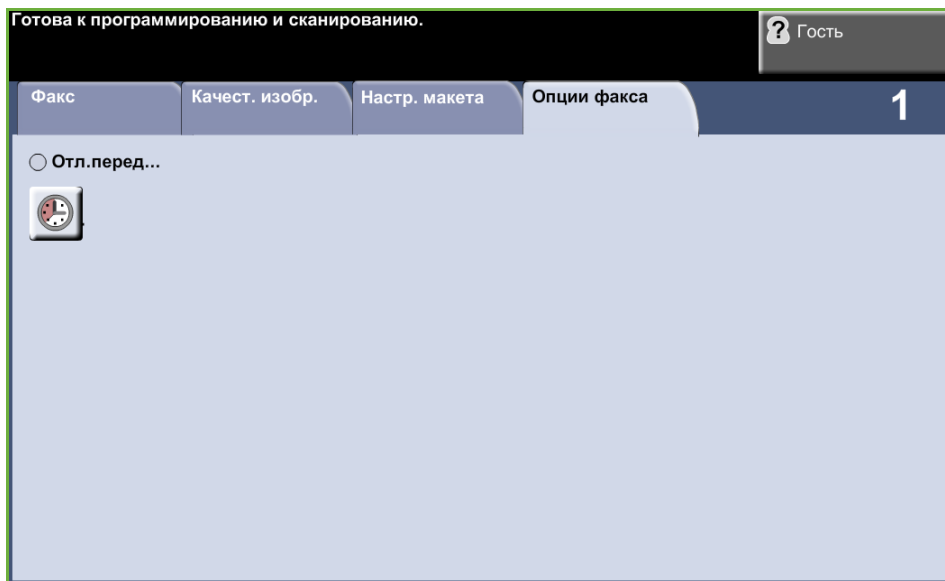 Готова к программированию и сканированию.
Гость
Факс
Качест. изобр.
Настр. макета
Опции факса
1
Отл.перед...